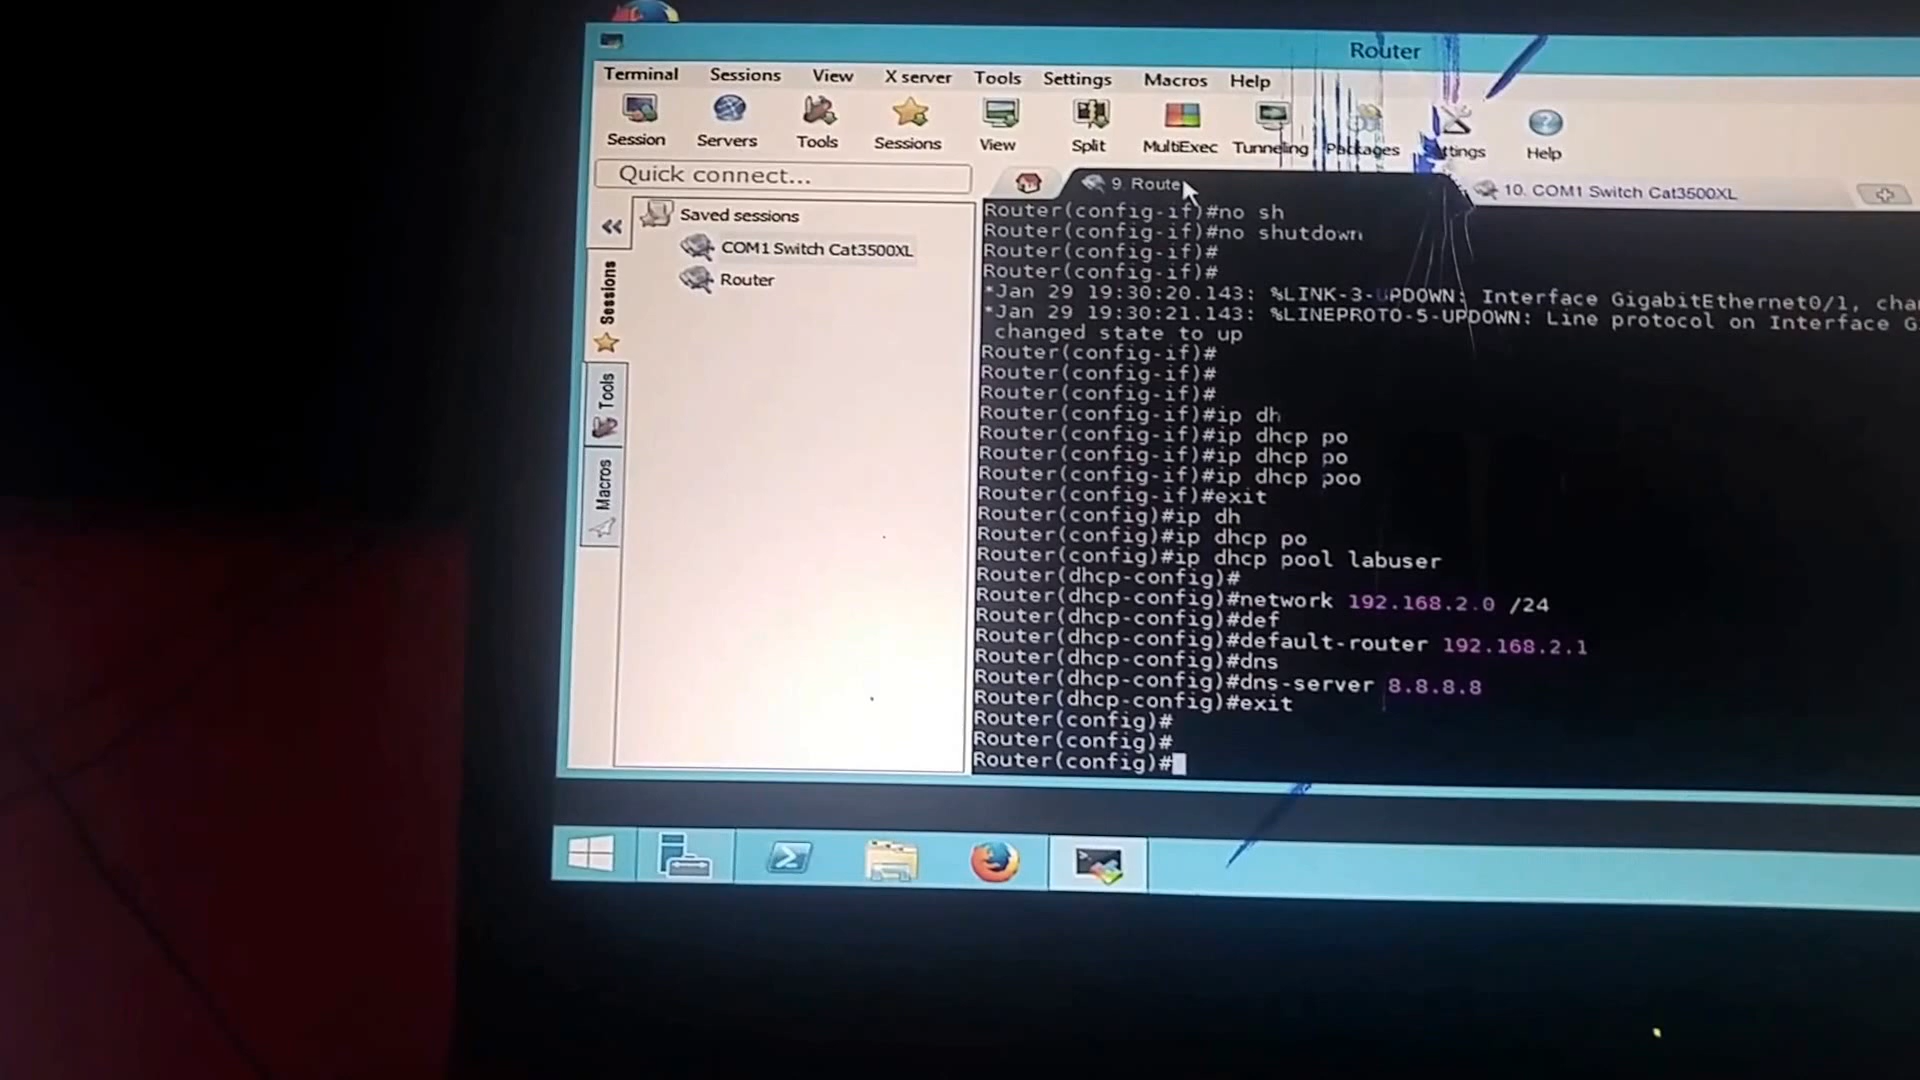 Router
Terminal Sessions View X server Tools Settings Macros Help
Session Servers Tools Sessions View Split MultiExec Tunneling Packages Settings Help
Quick connect...
9. Route
10. COM1 Switch Cat3500XL
Saved sessions
COM1 Switch Cat3500XL
Router
Sessions
Tools
Macros
Router(config-if)#no sh
Router(config-if)#no shutdown
Router(config-if)#
Router(config-if)#
*Jan 29 19:30:20.143: %LINK-3-UPDOWN: Interface GigabitEthernet0/1, cha
*Jan 29 19:30:21.143: %LINEPROTO-5-UPDOWN: Line protocol on Interface G
changed state to up
Router(config-if)#
Router(config-if)#
Router(config-if)#
Router(config-if)#ip dh
Router(config-if)#ip dhcp po
Router(config-if)#ip dhcp po
Router(config-if)#ip dhcp poo
Router(config-if)#exit
Router(config)#ip dh
Router(config)#ip dhcp po
Router(config)#ip dhcp pool labuser
Router(dhcp-config)#
Router(dhcp-config)#network 192.168.2.0 /24
Router(dhcp-config)#def
Router(dhcp-config)#default-router 192.168.2.1
Router(dhcp-config)#dns
Router(dhcp-config)#dns-server 8.8.8.8
Router(dhcp-config)#exit
Router(config)#
Router(config)#
Router(config)#